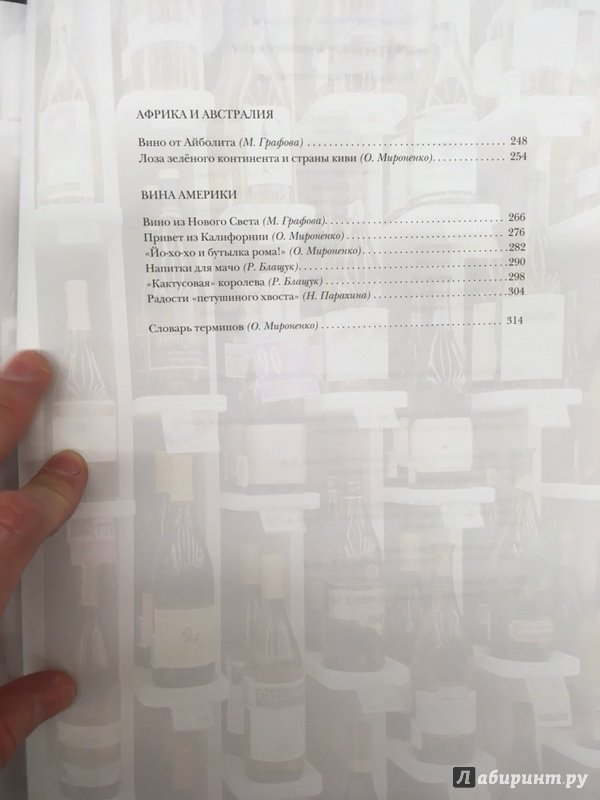 АФРИКА И АВСТРАЛИЯ
Вино от Айболита (М. Графова) . . . . . . . . . . . . . . . . . . . . . . . . . . . . . . . . 248
Лоза зелёного континента и страны киви (О. Мироненко). . . . . . . . . . . . 254
ВИНА АМЕРИКИ
Вино из Нового Света (М. Графова). . . . . . . . . . . . . . . . . . . . . . . . . . . . . 266
Привет из Калифорнии (О. Мироненко) . . . . . . . . . . . . . . . . . . . . . . . . . . 276
«Йо-хо-хо и бутылка рома!» (О. Мироненко) . . . . . . . . . . . . . . . . . . . . . . . 282
Напитки для мачо (Р. Блащук). . . . . . . . . . . . . . . . . . . . . . . . . . . . . . . . . 290
“Кактусовая” королева (Р. Блащук) . . . . . . . . . . . . . . . . . . . . . . . . . . . . . 298
Радости “петушиного хвоста” (Н. Парахина) . . . . . . . . . . . . . . . . . . . . . . 304
Словарь терминов (О. Мироненко) . . . . . . . . . . . . . . . . . . . . . . . . . . . . . . 314
Лабиринт.ру